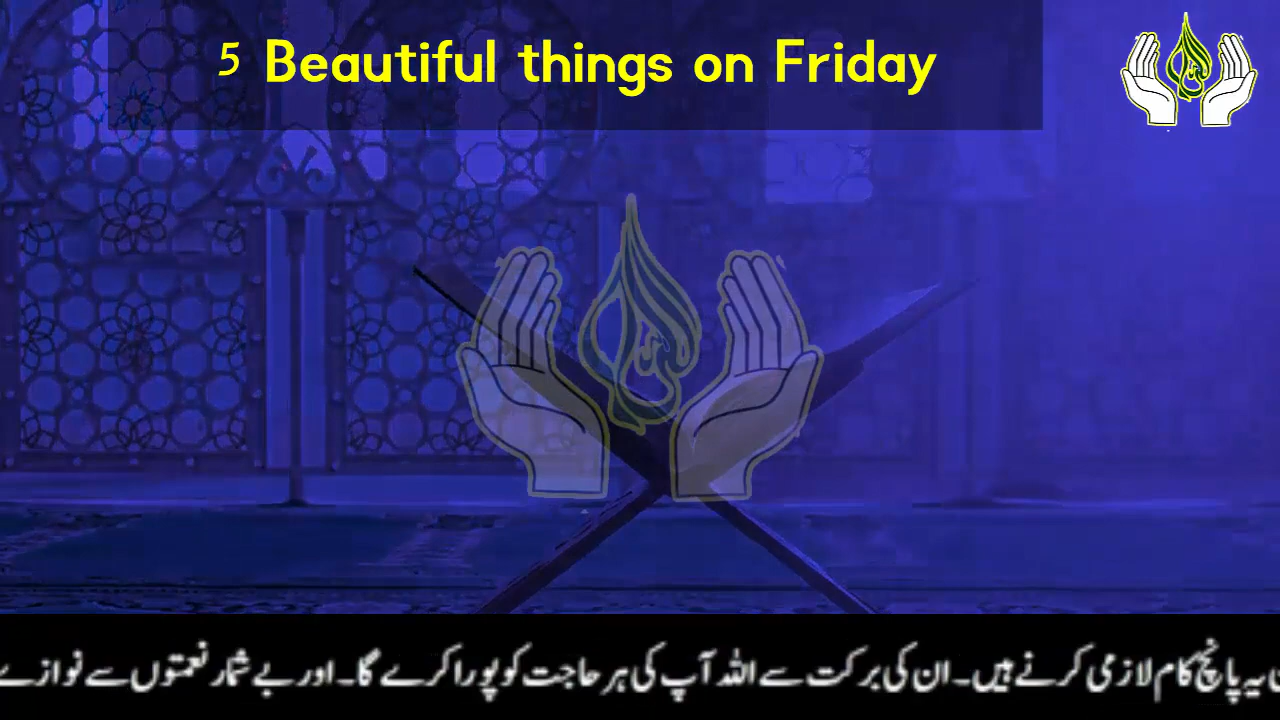 5 Beautiful things on Friday
یہ پانچ کام لازمی کرنے ہیں۔ ان کی برکت سے اللہ آپ کی ہر حاجت کو پورا کرے گا۔ اور بے شمار نعمتوں سے نوازے